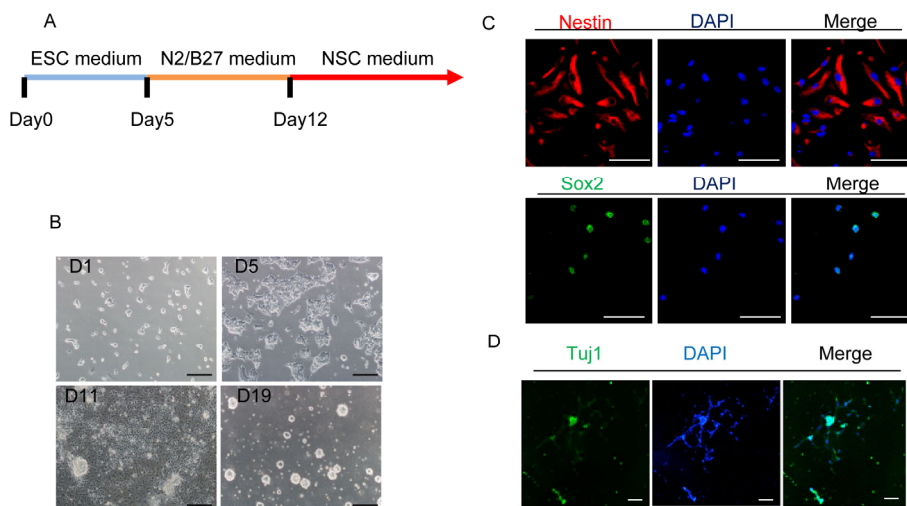 A
ESC medium N2/B27 medium NSC medium
Day0 Day5 Day12
B
D1 D5
D11 D19
C
Nestin DAPI Merge
Sox2 DAPI Merge
D
Tuj1 DAPI Merge